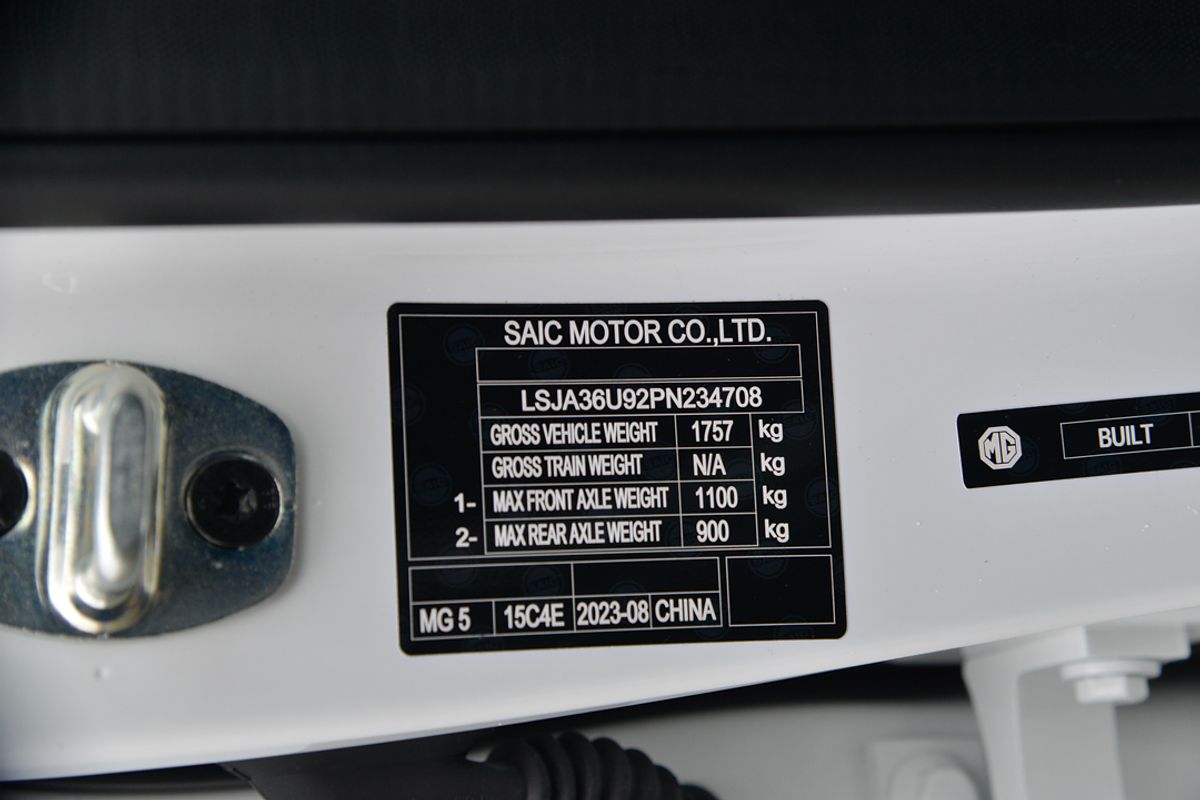 SAIC MOTOR CO.,LTD.
LSJA36U92PN234708
GROSS VEHICLE WEIGHT 1757 kg
GROSS TRAIN WEIGHT N/A kg
1- MAX FRONT AXLE WEIGHT 1100 kg
2- MAX REAR AXLE WEIGHT 900 kg
MG 5 15C4E 2023-08 CHINA
MG BUILT